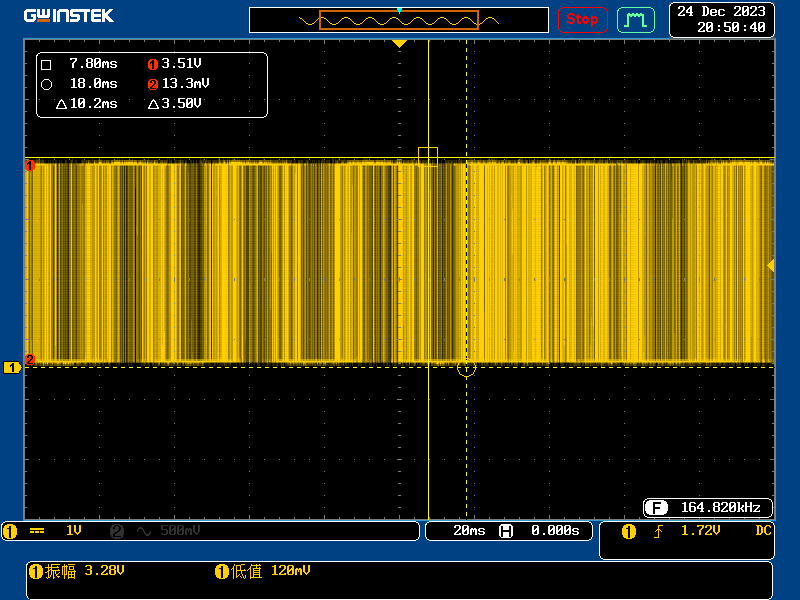 GWINSTEK
Stop
24 Dec 2023
20:50:40
7.80ms 1 3.51V
18.0ms 2 13.3mV
△10.2ms △3.50V
1
2
1
F 164.820kHz
1 1V 2 500mV
20ms H 0.000s
1 1.72V DC
1振幅 3.28V 1低值 120mV